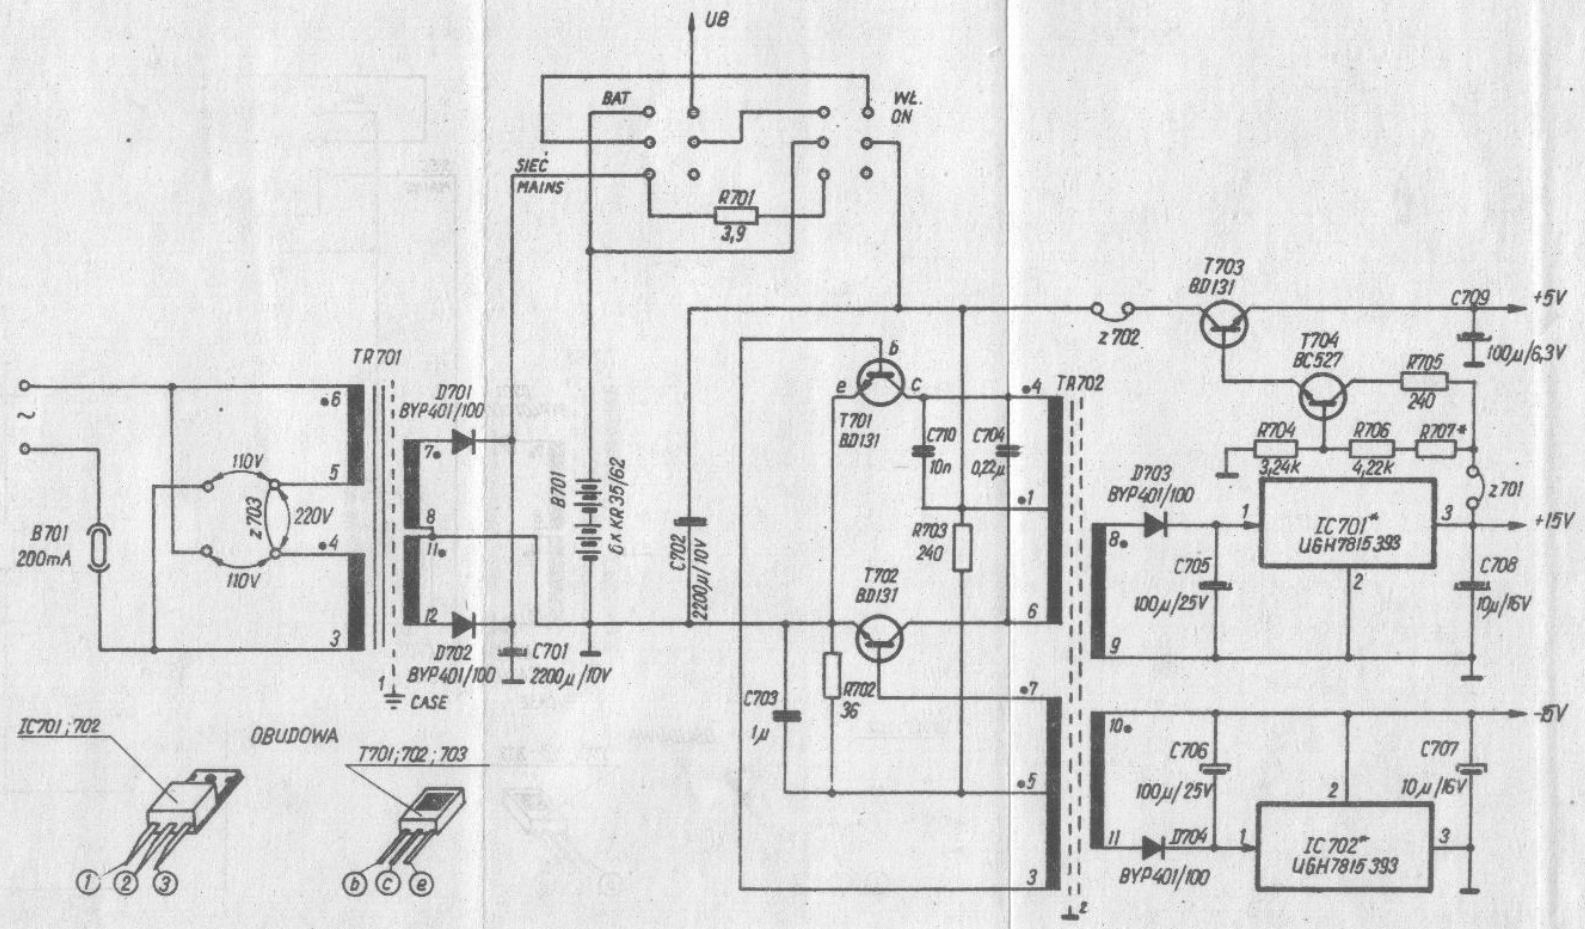 UB
BAT
WŁ.
ON
SIEĆ
MAINS
R701
3,9
T703
BD131
C709
+5V
z702
100µ/6,3V
T704
BC527
R705
240
TR701
6
D701
BYP401/100
7
b
e
c
T701
BD131
C710
10n
C704
0,22µ
4
TR702
R704
3,24k
R706
4,22k
R707*
~
110V
5
z703
220V
4
110V
3
B701
200mA
8
11
12
D702
BYP401/100
1
CASE
C701
2200µ/10V
B701
6x KR 35/62
C702
2200µ/10V
R703
240
1
T702
BD131
6
D703
BYP401/100
8
1
IC701*
UGH7815 393
3
z701
+15V
2
C705
100µ/25V
C708
10µ/16V
9
C703
1µ
R702
36
7
5
3
2
10
-15V
C706
100µ/25V
C707
10µ/16V
2
11
D704
BYP401/100
1
IC702*
UGH7815 393
3
IC701;702
OBUDOWA
T701;702;703
1
2
3
b
c
e